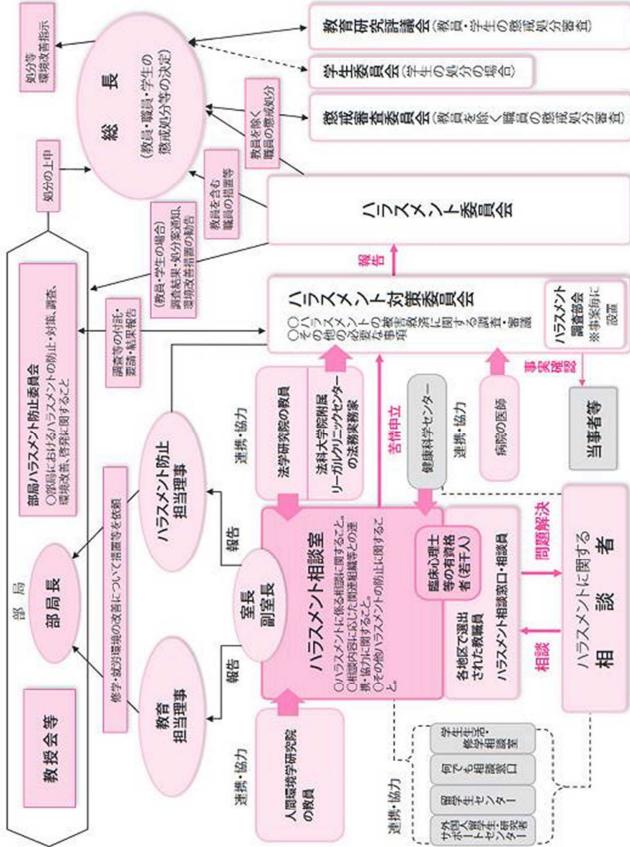 部 局
教授会等
部局長
部局ハラスメント防止委員会
○部局におけるハラスメントの防止・対策、調査、
環境改善、啓発に関すること
処分の上申
処分等
環境改善指示
修学・就労環境の改善について措置等を依頼
調査等の付託・
要請・結果報告
(教員・学生の場合)
調査結果・処分案通知、
環境改善措置の勧告
総 長
(教員・職員・学生の
懲戒処分等の決定)
教育
担当理事
ハラスメント防止
担当理事
教員を含む
職員の措置等
教員を除く
職員の懲戒処分
報告
報告
室長
副室長
連携・協力
人間環境学研究院
の教員
ハラスメント相談室
○ハラスメントに係る相談に関すること。
○相談内容に応じた関連組織等との連
携・協力に関すること。
○その他ハラスメントの防止に関するこ
と。
連携・協力
法学研究院の教員
法科大学院附属
リーガルクリニックセンター
の法務実務家
ハラスメント対策委員会
○ハラスメントの被害救済に関する調査・審議
○その他の必要な事項
報告
ハラスメント委員会
教育研究評議会(教員・学生の懲戒処分審査)
学生委員会(学生の処分の場合)
懲戒審査委員会(教員を除く職員の懲戒処分審査)
苦情申立
臨床心理士
等の有資格
者(若干人)
健康科学センター
連携・協力
病院の医師
ハラスメント
調査部会
※事案毎に
設置
事実確認
当事者等
各地区で選出
された教職員
ハラスメント相談窓口・相談員
連携・協力
学生生活・
修学相談室
何でも相談窓口
留学生センター
外国人留学生・研究者
サポートセンター
相談
問題解決
ハラスメントに関する
相 談 者